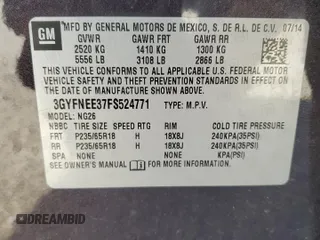 GM
MFD BY GENERAL MOTORS DE MEXICO, S. DE R.L. DE C.V. 07/14
GVWR GAWR FRT GAWR RR
2520 KG 1410 KG 1300 KG
5556 LB 3108 LB 2866 LB
THIS VEHICLE CONFORMS TO ALL APPLICABLE U.S. FEDERAL
MOTOR VEHICLE SAFETY AND THEFT PREVENTION STANDARDS IN EFFECT
ON THE DATE OF MANUFACTURE SHOWN ABOVE.
3GYFNEE37FS524771 TYPE: M.P.V.
MODEL: NG26
TIRE SIZE SPEED RTG RIM COLD TIRE PRESSURE
FRT P235/65R18 H 18X8J 240KPA(35PSI)
RR P235/65R18 H 18X8J 240KPA(35PSI)
KPA(PSI)
SEE OWNER'S MANUAL FOR ADDITIONAL INFORMATION.
DREAMBID